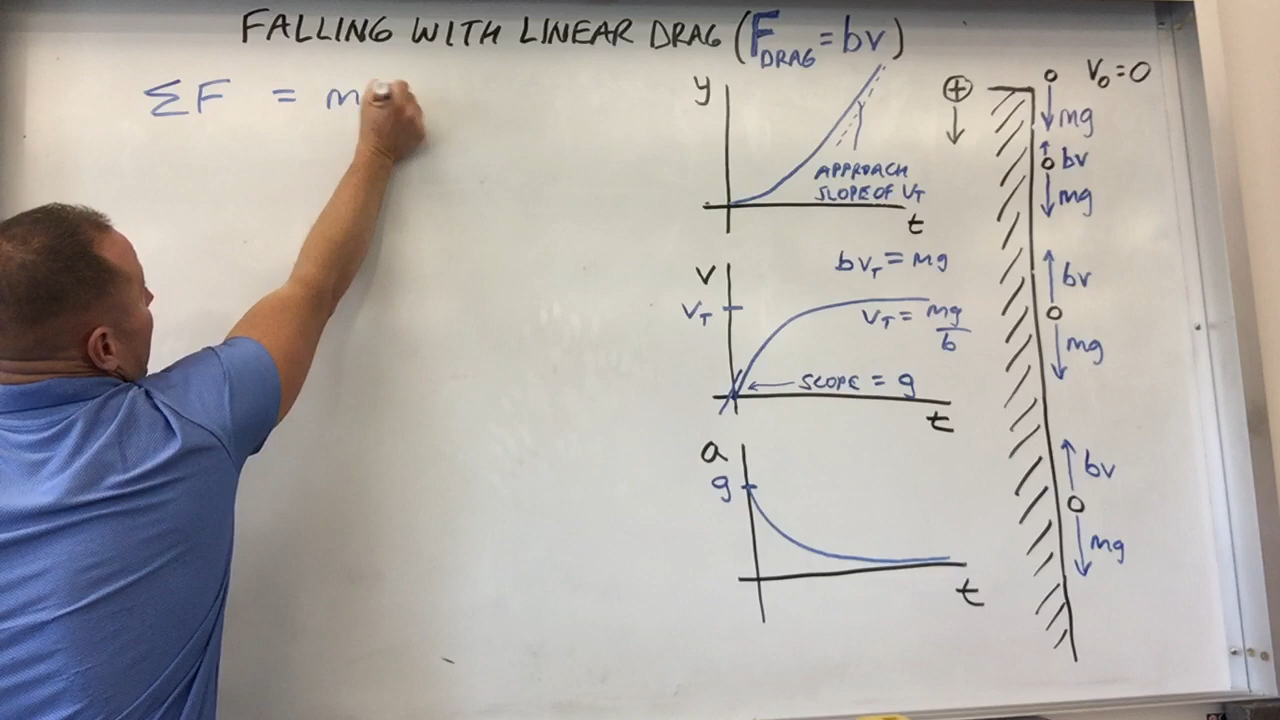 FALLING WITH LINEAR DRAG (F_DRAG = bv)
ΣF = m
y
APPROACH
SLOPE OF V_T
t
v
V_T
bv_T = mg
V_T = mg/b
SLOPE = g
t
a
g
t
+
V_0 = 0
mg
bv
mg
bv
mg
bv
mg